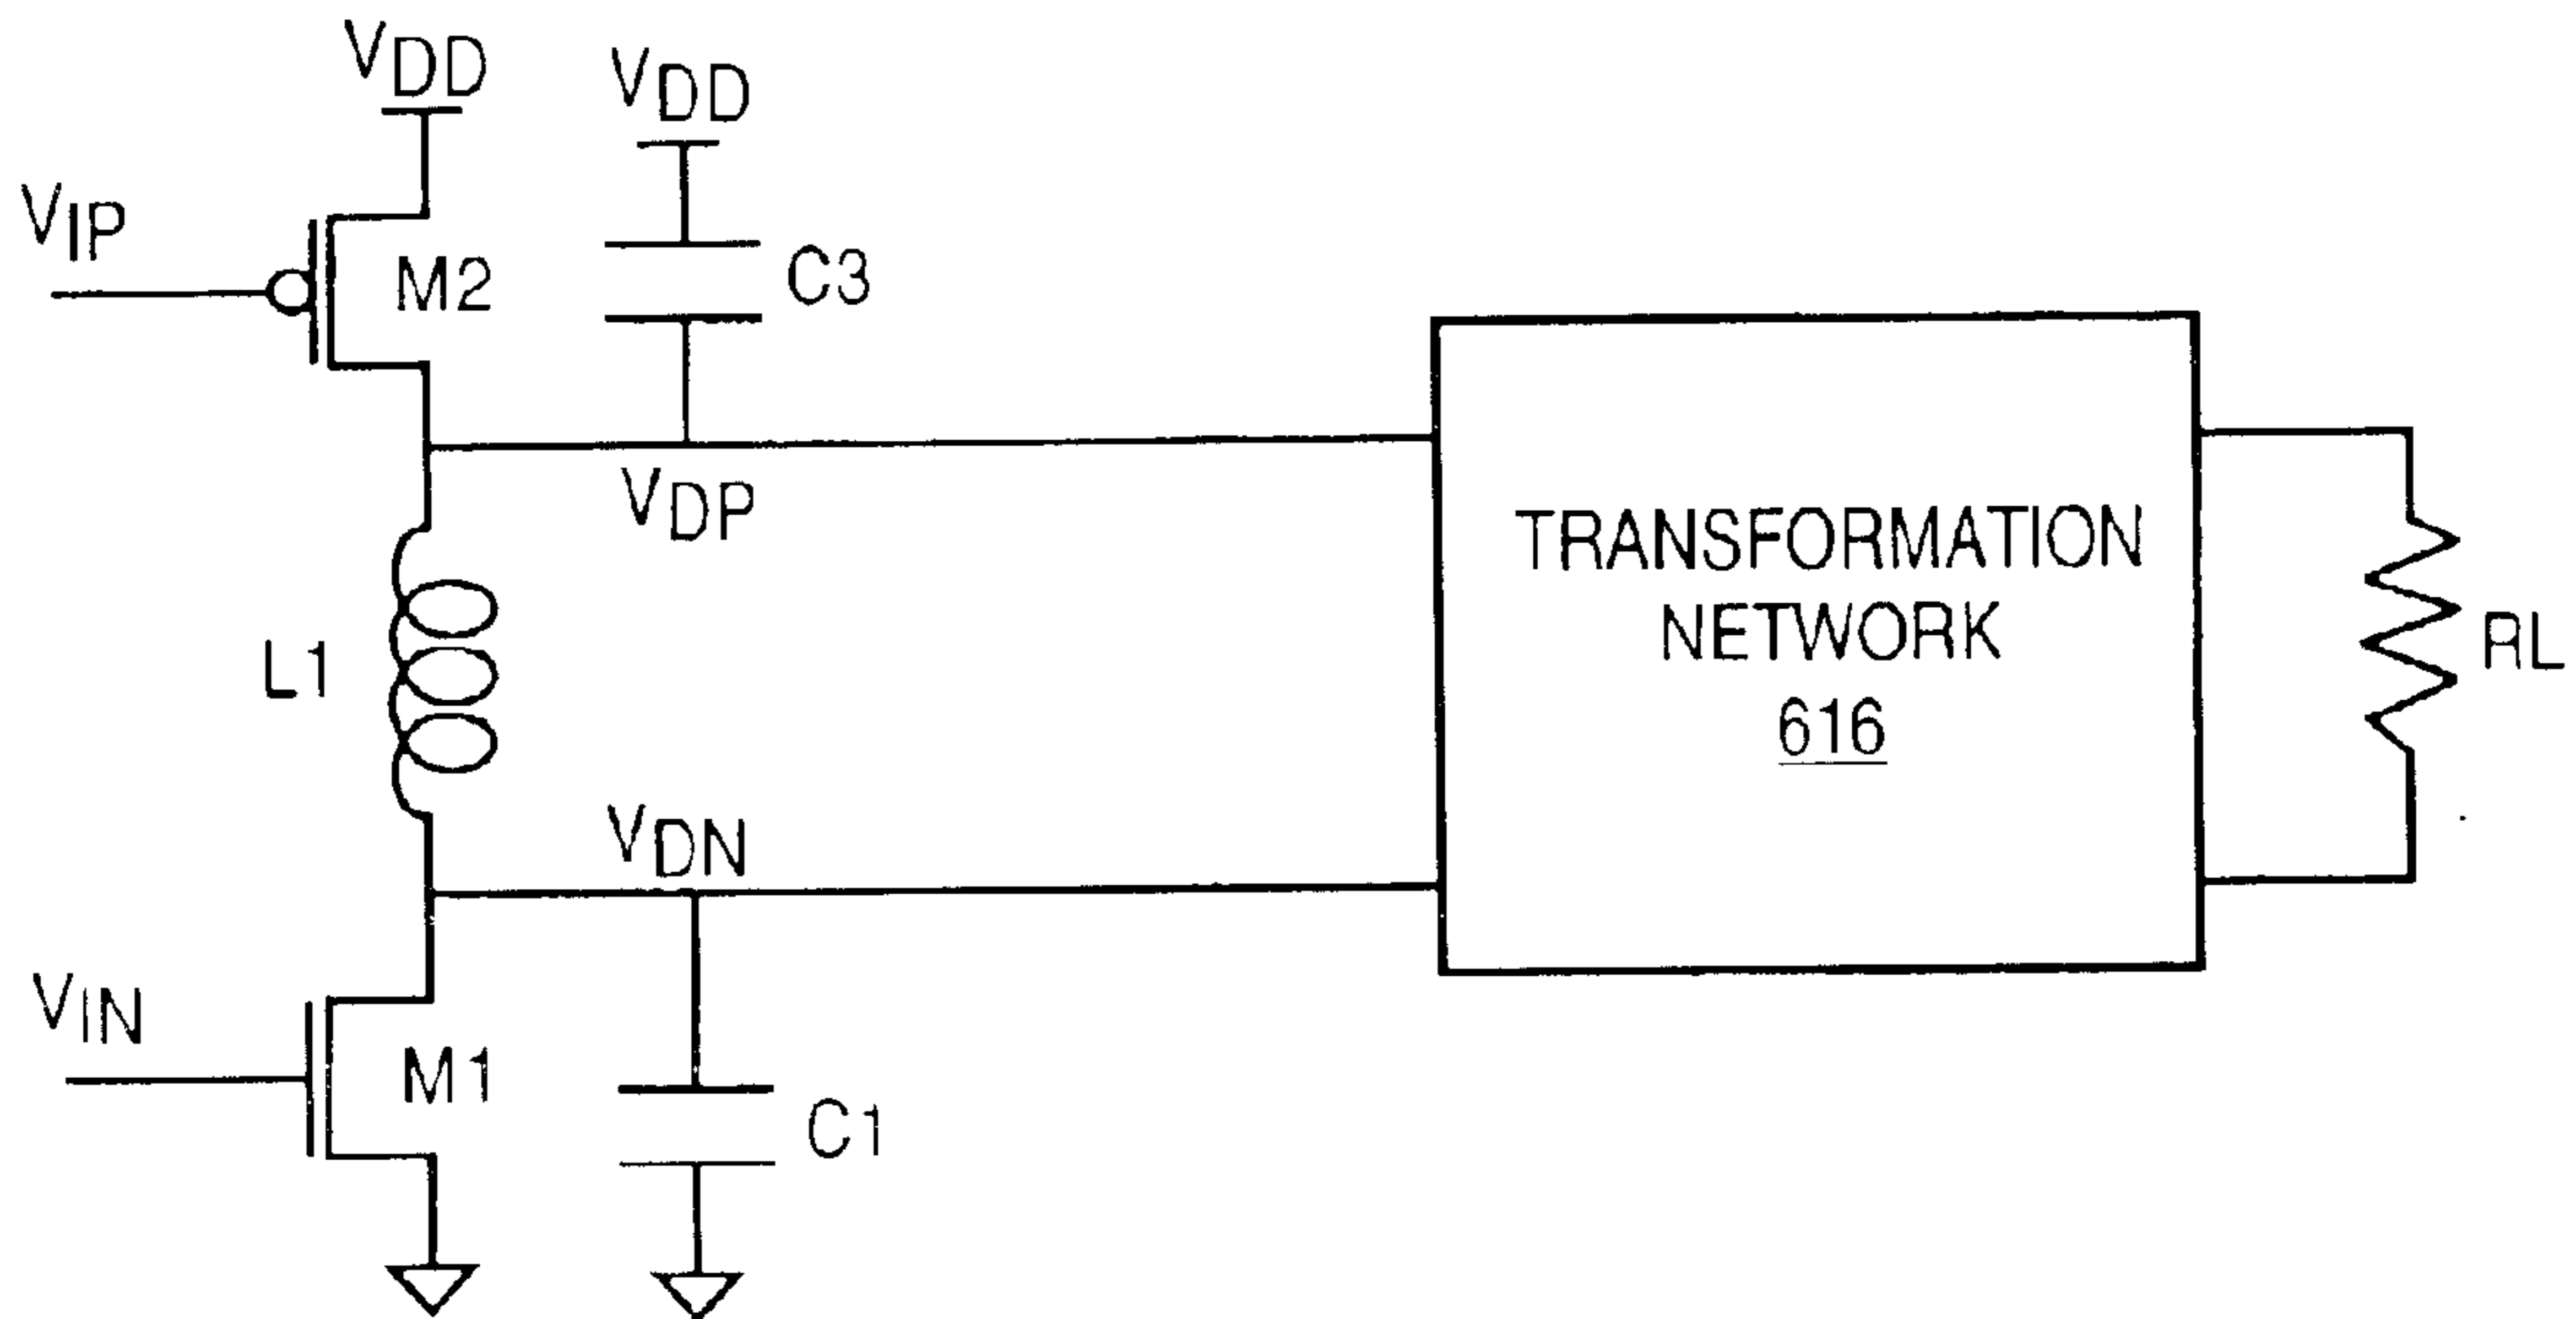 VDD
VDD
VIP
M2
C3
VDP
TRANSFORMATION
NETWORK
616
RL
L1
VDN
VIN
M1
C1